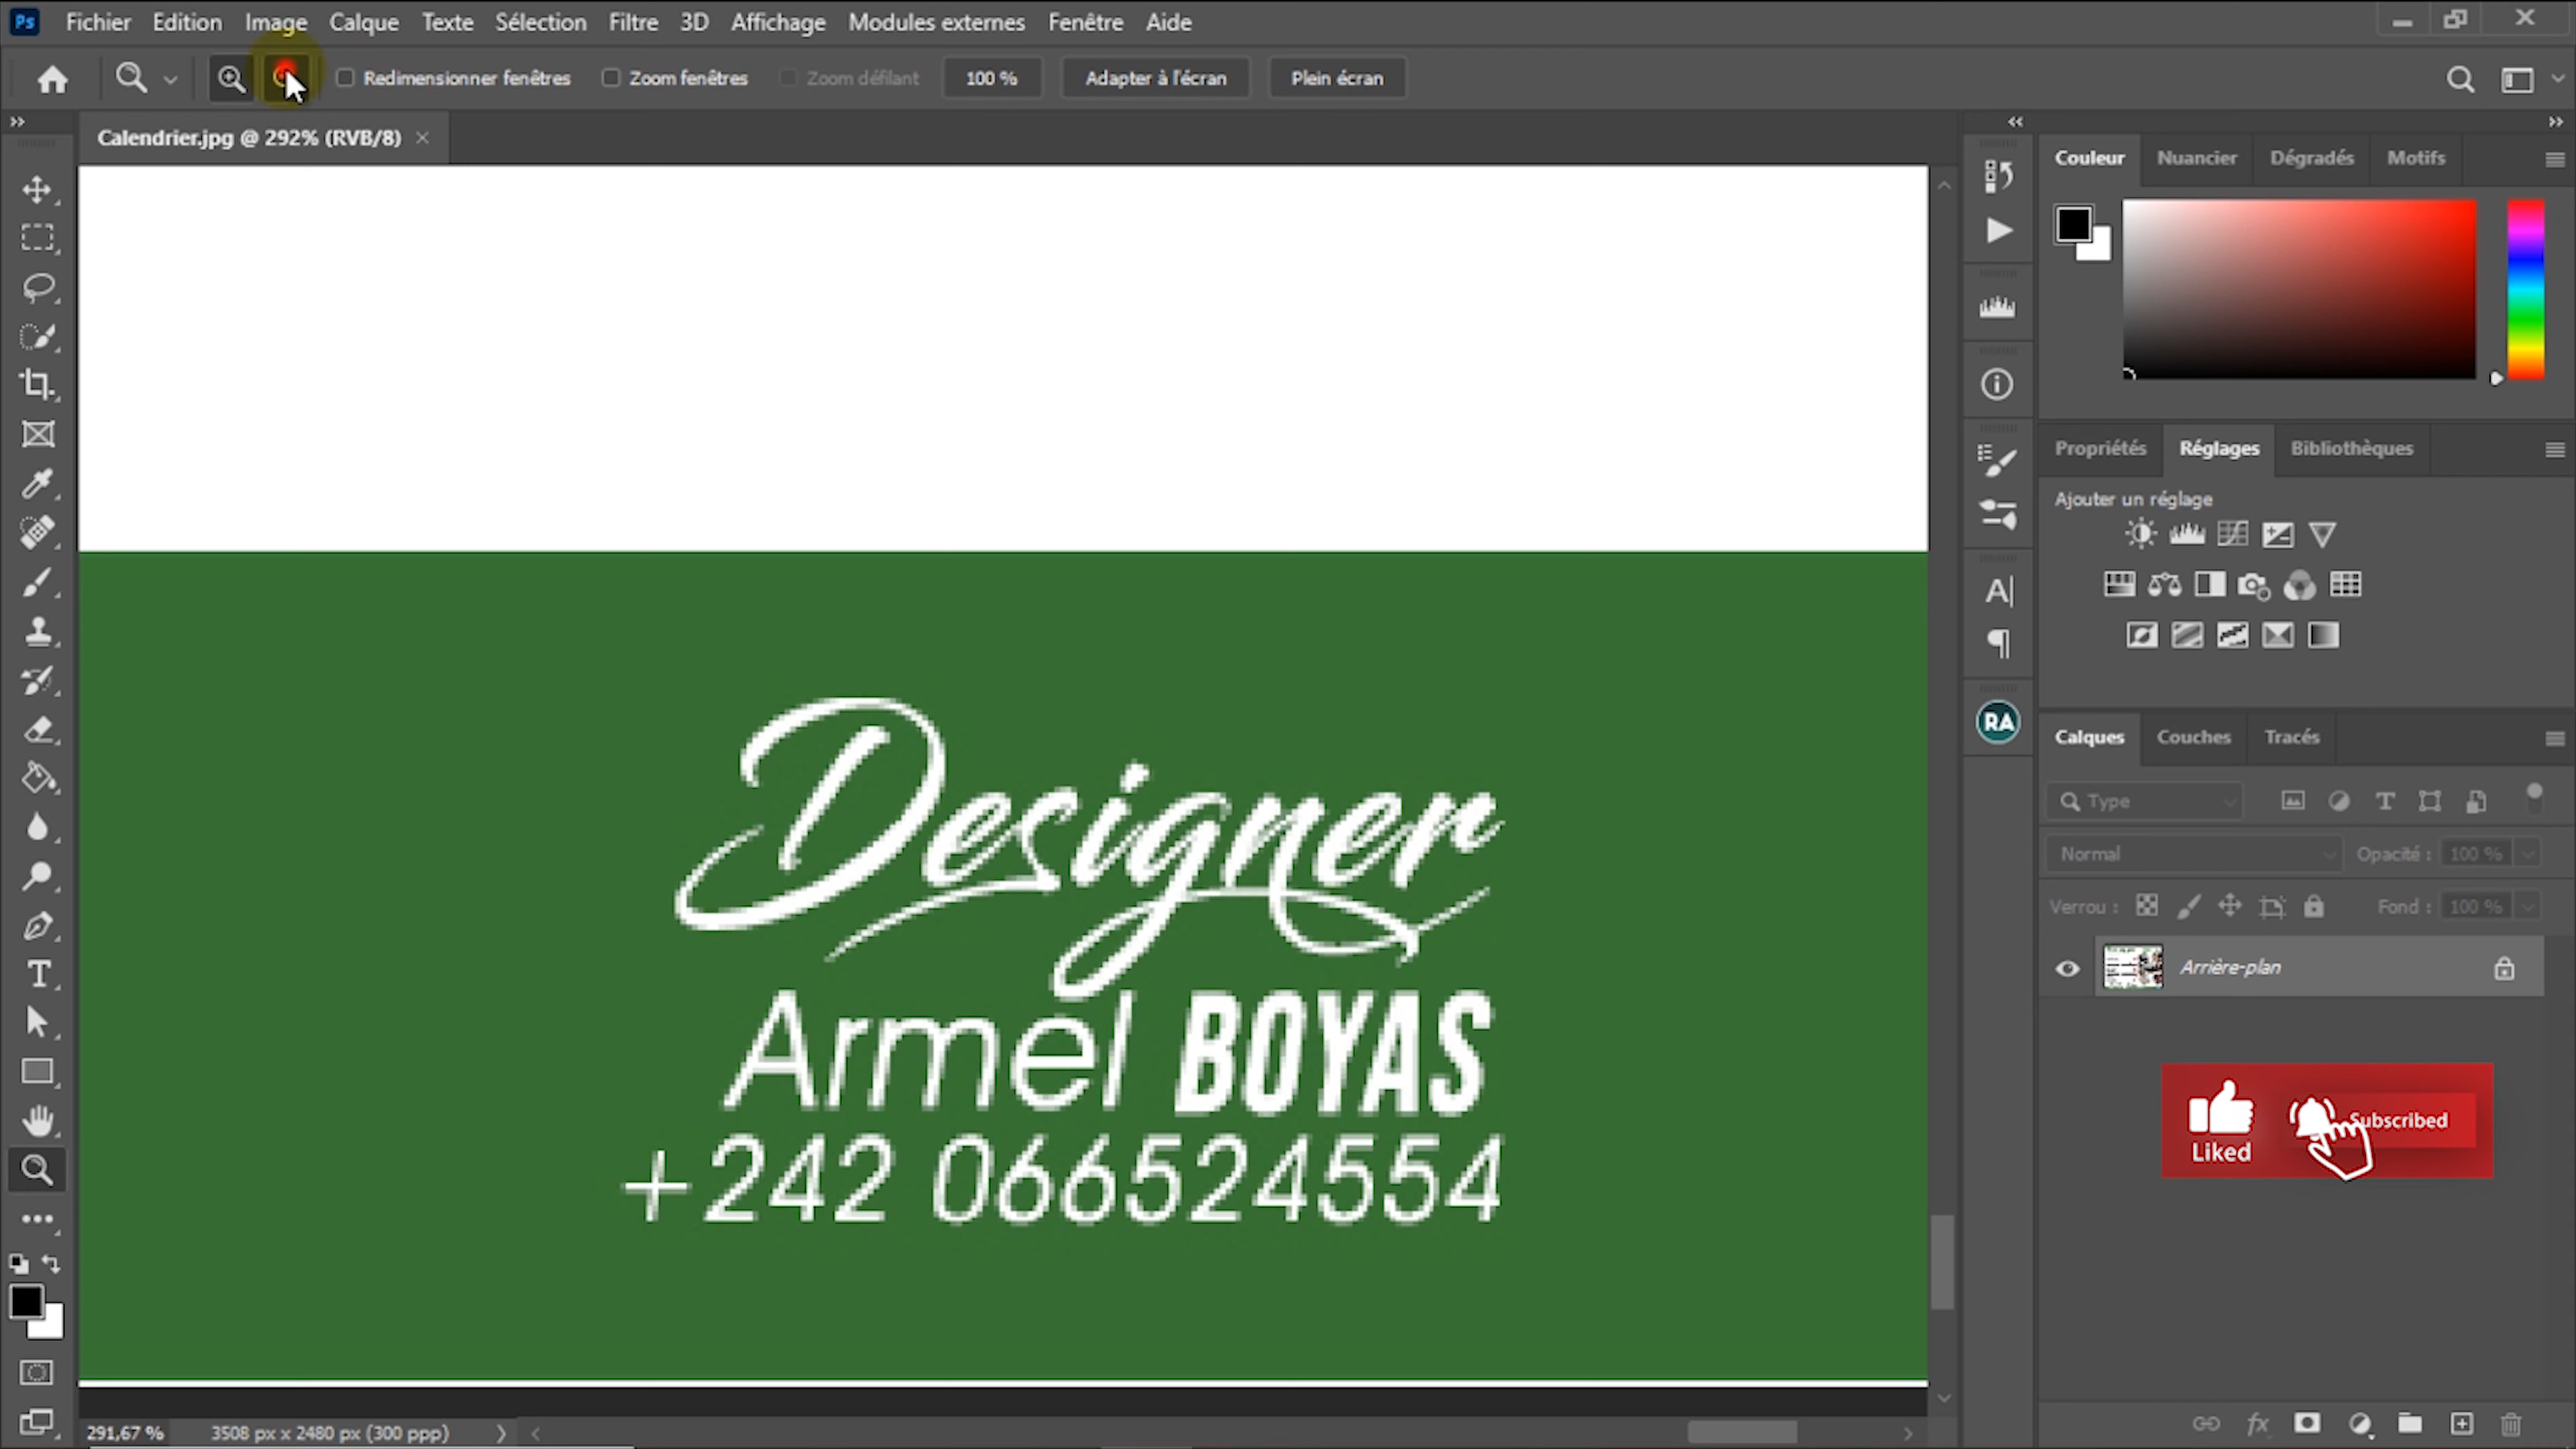 Ps Fichier Edition Image Calque Texte Sélection Filtre 3D Affichage Modules externes Fenêtre Aide
Redimensionner fenêtres Zoom fenêtres Zoom défilant 100 % Adapter à l'écran Plein écran
Calendrier.jpg @ 292% (RVB/8) ×
Couleur Nuancier Dégradés Motifs
Propriétés Réglages Bibliothèques
Ajouter un réglage
RA
Calques Couches Tracés
Type
Normal Opacité : 100 %
Verrou : Fond : 100 %
Arrière-plan
Designer
Armel BOYAS
+242 066524554
Liked Subscribed
291,67 % 3508 px x 2480 px (300 ppp)